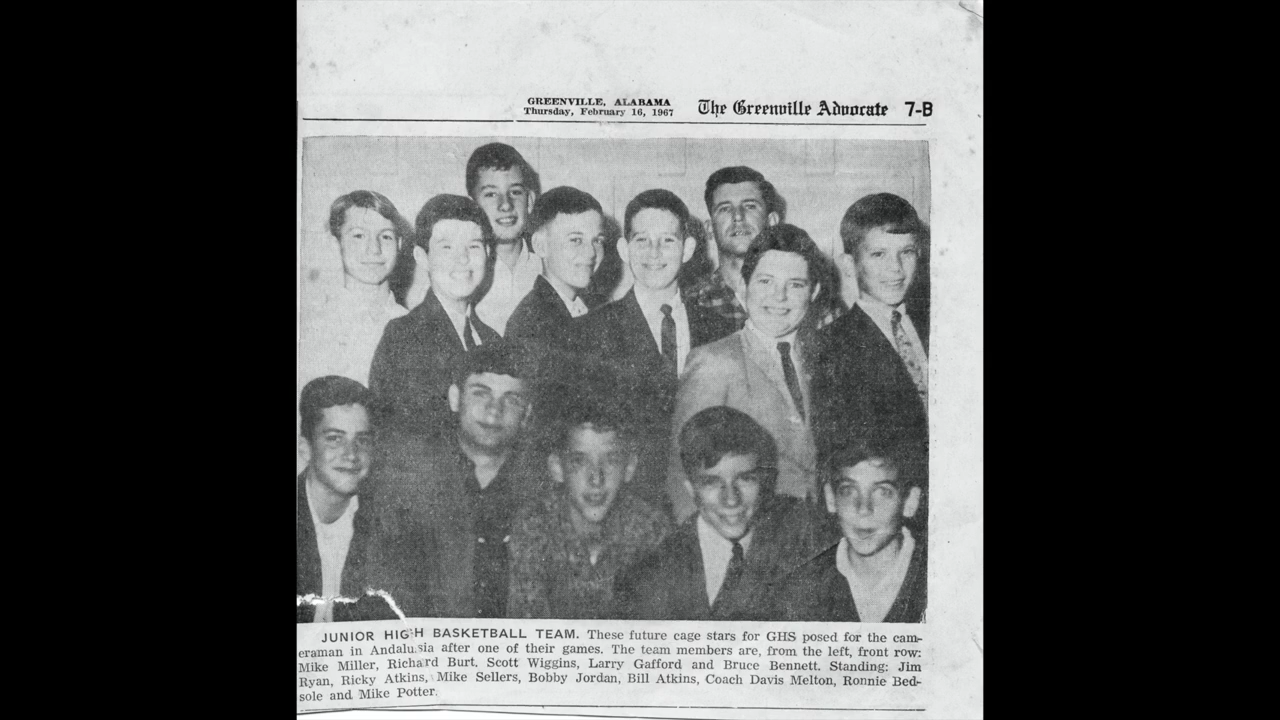 GREENVILLE, ALABAMA
Thursday, February 16, 1967
The Greenville Advocate 7-B
JUNIOR HIGH BASKETBALL TEAM. These future cage stars for GHS posed for the cam-
eraman in Andalusia after one of their games. The team members are, from the left, front row:
Mike Miller, Richard Burt, Scott Wiggins, Larry Gafford and Bruce Bennett. Standing: Jim
Ryan, Ricky Atkins, Mike Sellers, Bobby Jordan, Bill Atkins, Coach Davis Melton, Ronnie Bed-
sole and Mike Potter.